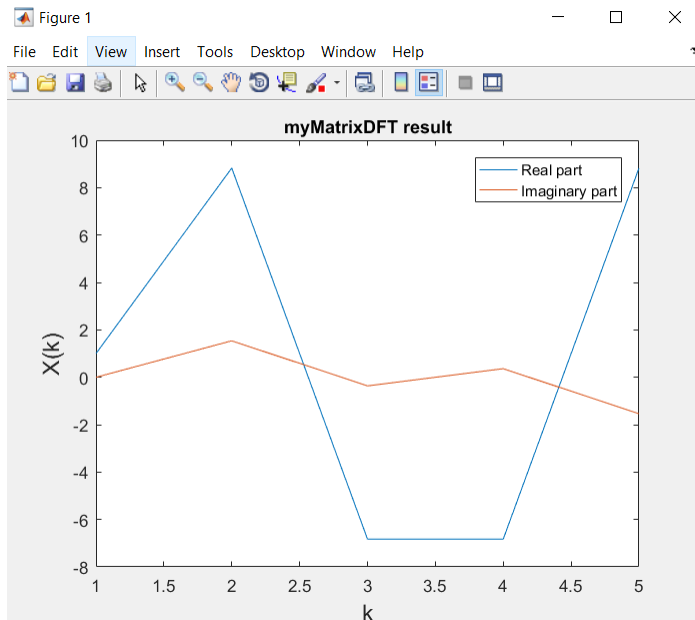 Figure 1
File Edit View Insert Tools Desktop Window Help
myMatrixDFT result
10
8
6
4
2
0
-2
-4
-6
-8
X(k)
Real part
Imaginary part
1 1.5 2 2.5 3 3.5 4 4.5 5
k